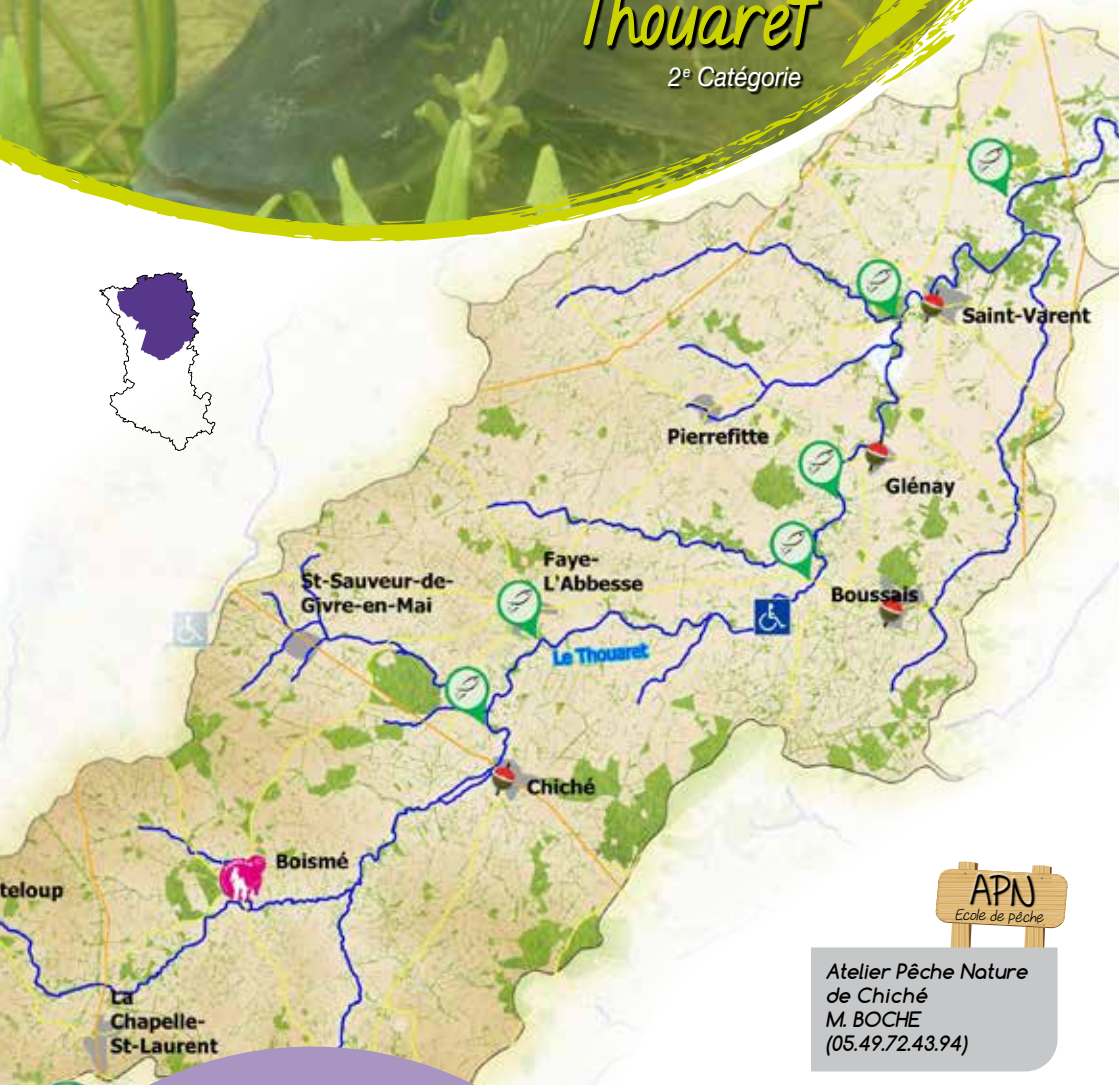 Thouaret
2e Catégorie
Saint-Varent
Pierrefitte
Glénay
Faye-
L'Abbesse
St-Sauveur-de-
Givre-en-Mai
Boussais
Le Thouaret
Chiché
Boismé
teloup
La
Chapelle-
St-Laurent
APN
Ecole de pêche
Atelier Pêche Nature
de Chiché
M. BOCHE
(05.49.72.43.94)